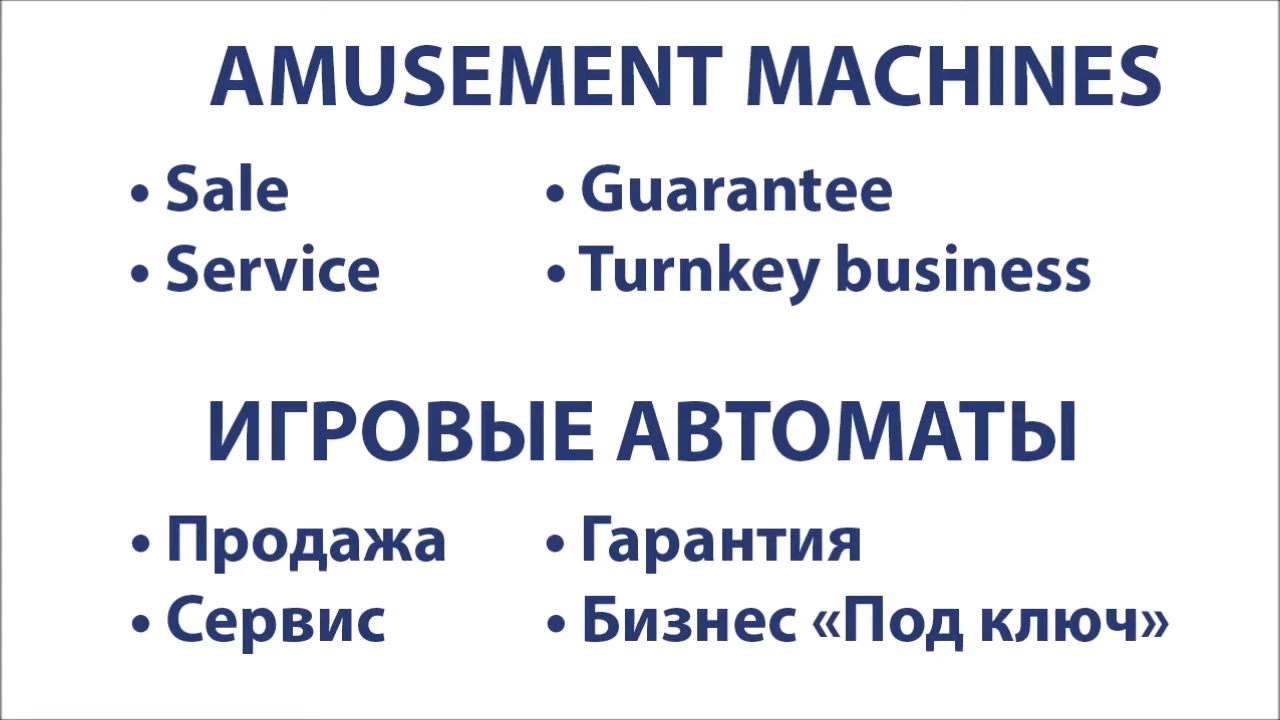 AMUSEMENT MACHINES
• Sale • Guarantee
• Service • Turnkey business
ИГРОВЫЕ АВТОМАТЫ
• Продажа • Гарантия
• Сервис • Бизнес «Под ключ»